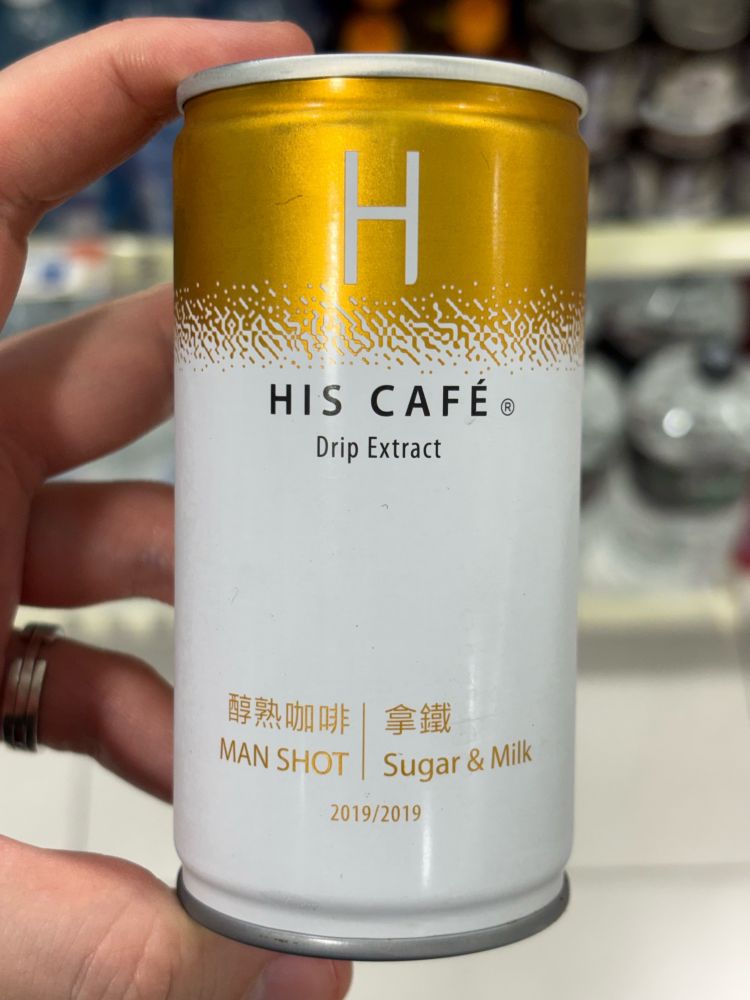 H
HIS CAFÉ ®
Drip Extract
醇熟咖啡 | 拿鐵
MAN SHOT | Sugar & Milk
2019/2019